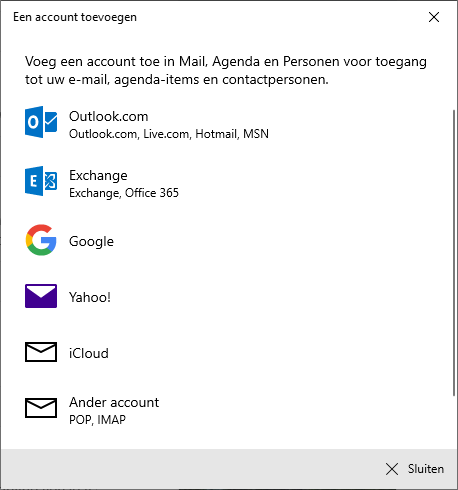 Een account toevoegen
Voeg een account toe in Mail, Agenda en Personen voor toegang
tot uw e-mail, agenda-items en contactpersonen.
Outlook.com
Outlook.com, Live.com, Hotmail, MSN
Exchange
Exchange, Office 365
Google
Yahoo!
iCloud
Ander account
POP, IMAP
Sluiten